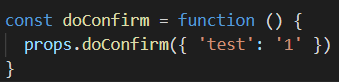 const doConfirm = function () {
  props.doConfirm({ 'test': '1' })
}